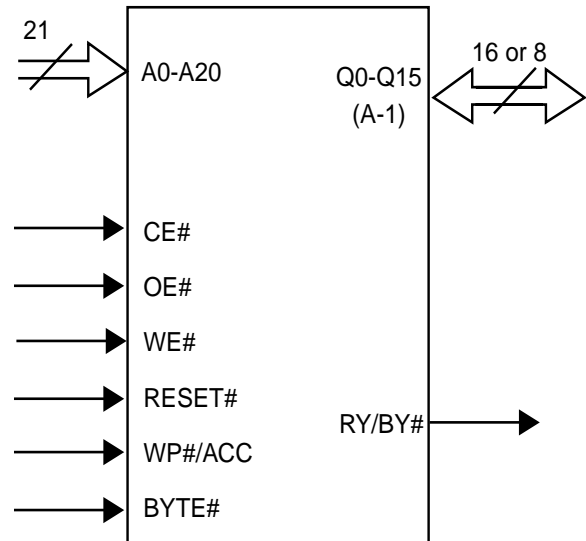 21
A0-A20
Q0-Q15
(A-1)
16 or 8
CE#
OE#
WE#
RESET#
WP#/ACC
BYTE#
RY/BY#